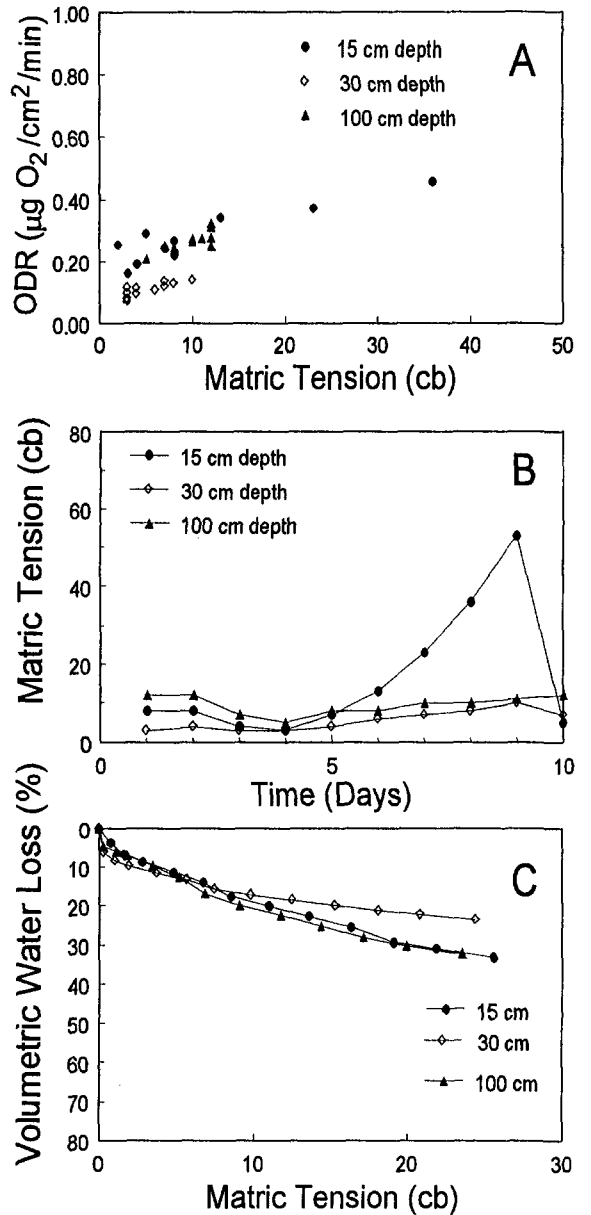 1.00
0.80
0.60
0.40
0.20
0.00
ODR (µg O2/cm2/min)
15 cm depth
30 cm depth
100 cm depth
A
0 10 20 30 40 50
Matric Tension (cb)
80
60
40
20
0
Matric Tension (cb)
15 cm depth
30 cm depth
100 cm depth
B
0 5 10
Time (Days)
0
10
20
30
40
50
60
70
80
Volumetric Water Loss (%)
C
15 cm
30 cm
100 cm
0 10 20 30
Matric Tension (cb)